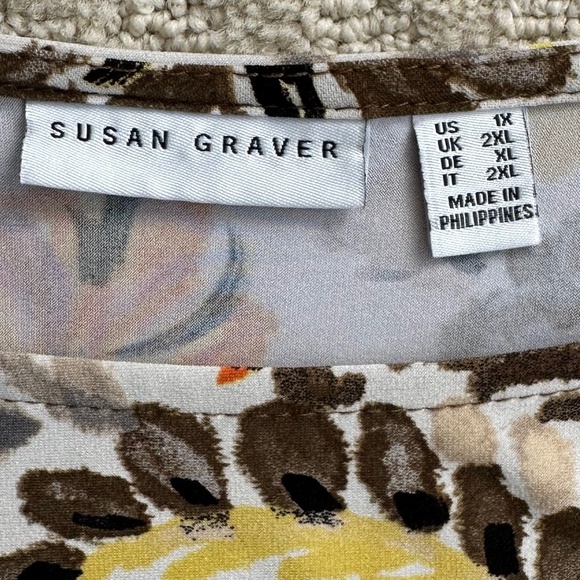 SUSAN GRAVER
US 1X
UK 2XL
DE XL
IT 2XL
MADE IN
PHILIPPINES